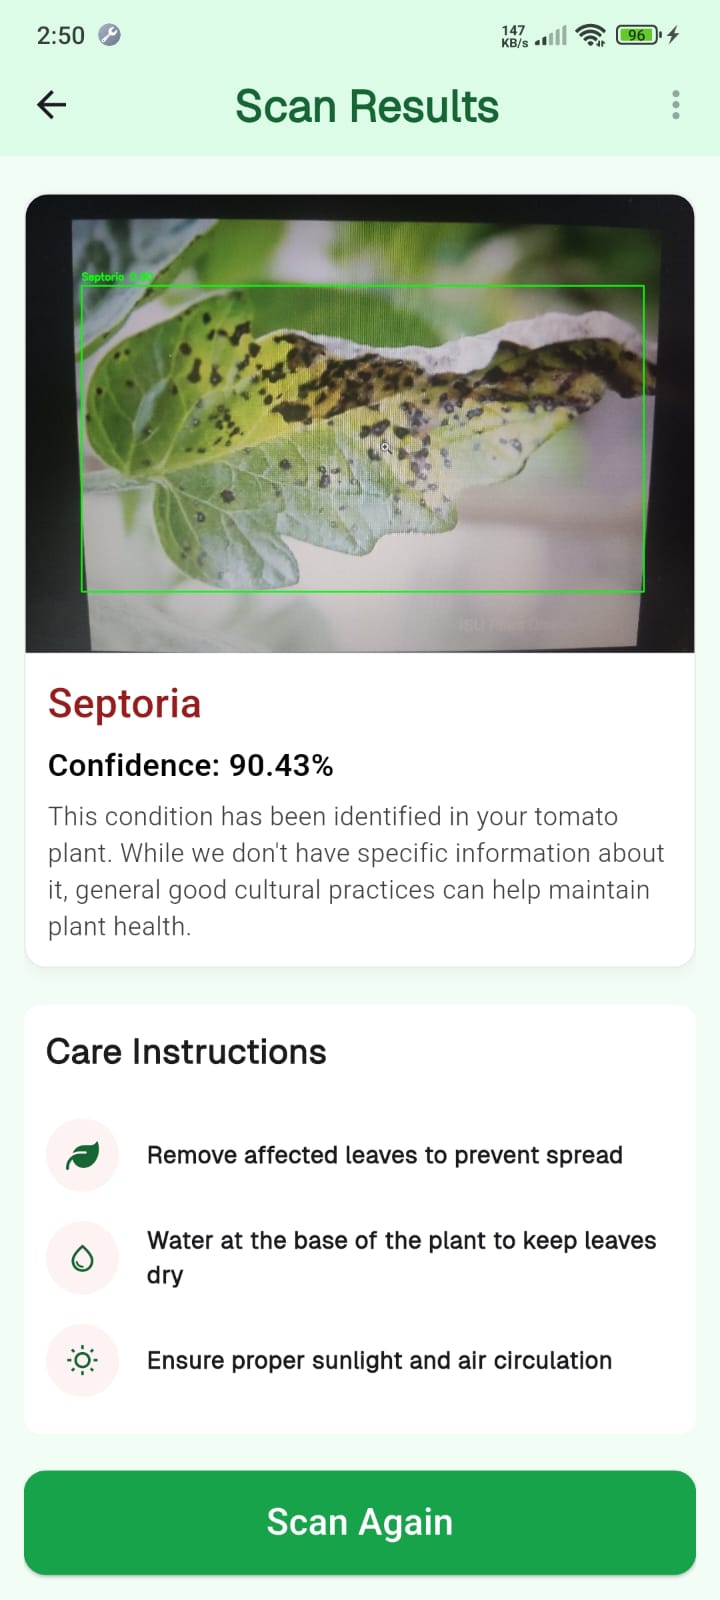 2:50
147
KB/s
96
Scan Results
Septoria
Septoria
Confidence: 90.43%
This condition has been identified in your tomato
plant. While we don't have specific information about
it, general good cultural practices can help maintain
plant health.
Care Instructions
Remove affected leaves to prevent spread
Water at the base of the plant to keep leaves
dry
Ensure proper sunlight and air circulation
Scan Again